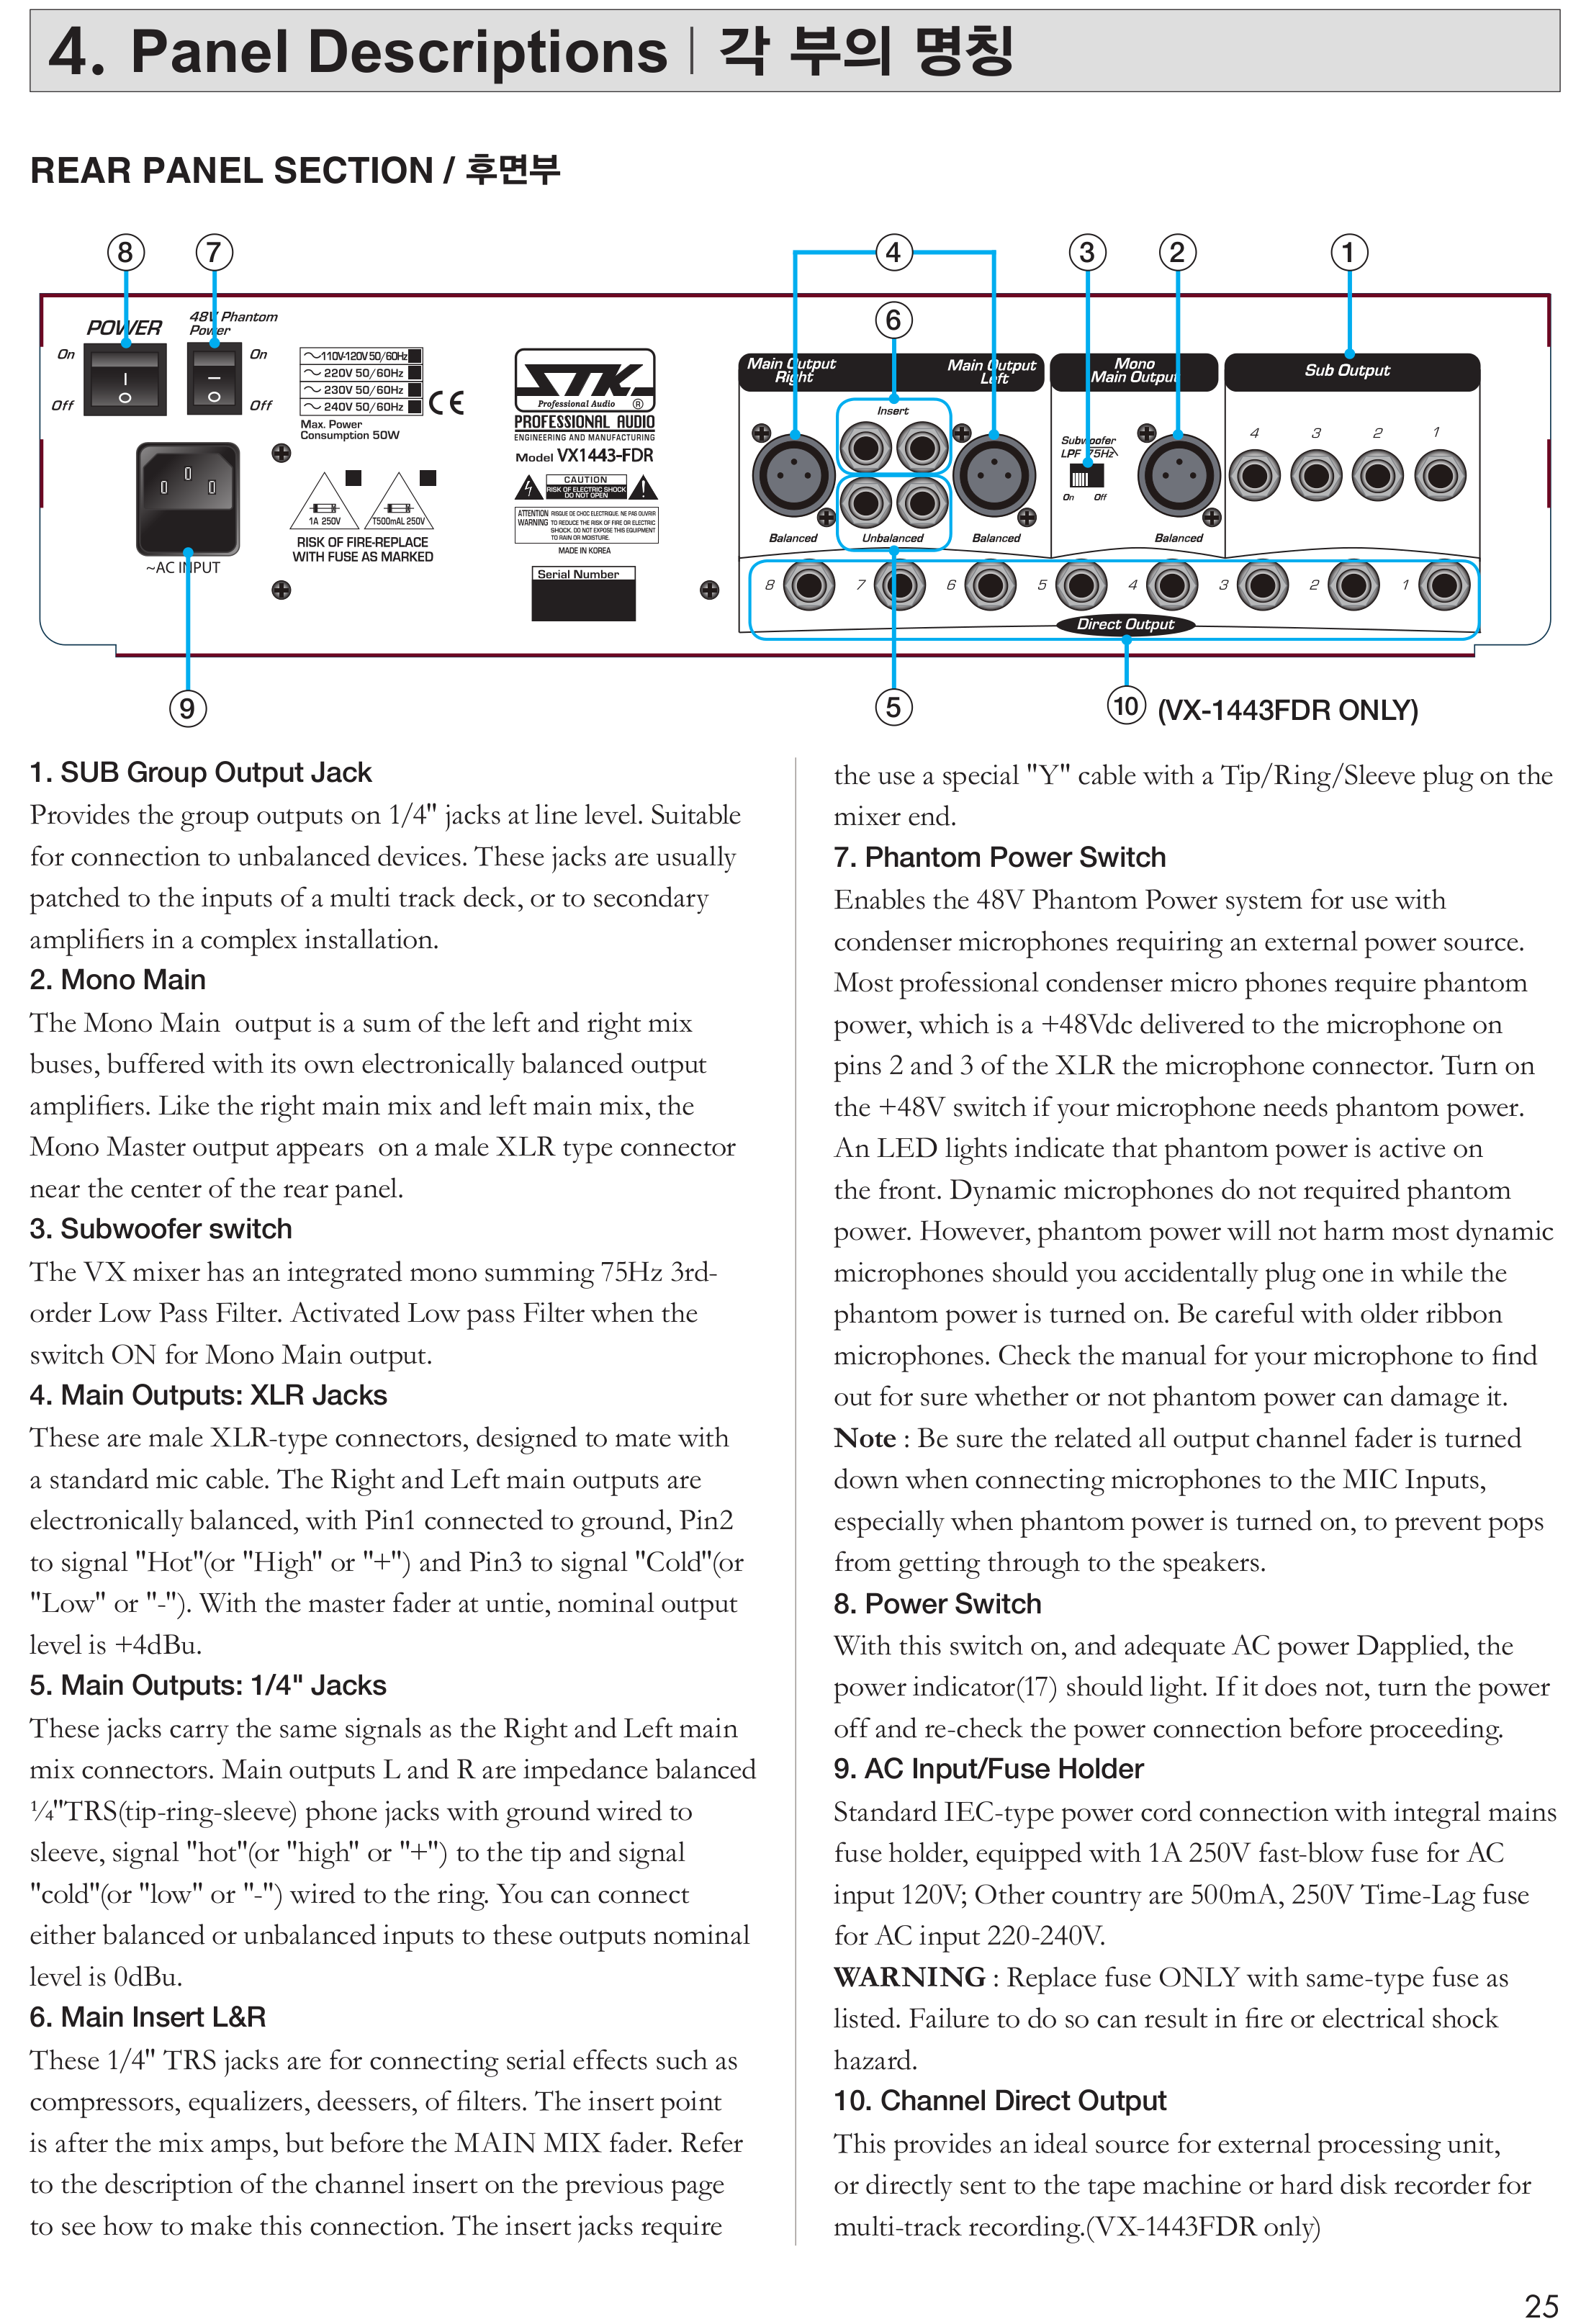 4. Panel Descriptions | 각 부의 명칭
REAR PANEL SECTION / 후면부
8 7 4 3 2 1
6
POWER
On
Off
48V Phantom
Power
On
Off
~110V-120V 50/60Hz
~ 220V 50/60Hz
~ 230V 50/60Hz
~ 240V 50/60Hz
Max. Power
Consumption 50W
CE
STK
Professional Audio ®
PROFESSIONAL AUDIO
ENGINEERING AND MANUFACTURING
Model VX1443-FDR
CAUTION
RISK OF ELECTRIC SHOCK
DO NOT OPEN
ATTENTION RISQUE DE CHOC ELECTRIQUE. NE PAS OUVRIR
WARNING TO REDUCE THE RISK OF FIRE OR ELECTRIC
SHOCK. DO NOT EXPOSE THIS EQUIPMENT
TO RAIN OR MOISTURE.
MADE IN KOREA
Serial Number
1A 250V
T500mAL 250V
RISK OF FIRE-REPLACE
WITH FUSE AS MARKED
~AC INPUT
Main Output
Right
Main Output
Left
Mono
Main Output
Sub Output
Insert
Subwoofer
LPF 75Hz
On Off
4 3 2 1
Balanced
Unbalanced
Balanced
Balanced
8 7 6 5 4 3 2 1
Direct Output
9 5 10 (VX-1443FDR ONLY)
1. SUB Group Output Jack
Provides the group outputs on 1/4" jacks at line level. Suitable
for connection to unbalanced devices. These jacks are usually
patched to the inputs of a multi track deck, or to secondary
amplifiers in a complex installation.
2. Mono Main
The Mono Main output is a sum of the left and right mix
buses, buffered with its own electronically balanced output
amplifiers. Like the right main mix and left main mix, the
Mono Master output appears on a male XLR type connector
near the center of the rear panel.
3. Subwoofer switch
The VX mixer has an integrated mono summing 75Hz 3rd-
order Low Pass Filter. Activated Low pass Filter when the
switch ON for Mono Main output.
4. Main Outputs: XLR Jacks
These are male XLR-type connectors, designed to mate with
a standard mic cable. The Right and Left main outputs are
electronically balanced, with Pin1 connected to ground, Pin2
to signal "Hot"(or "High" or "+") and Pin3 to signal "Cold"(or
"Low" or "-"). With the master fader at untie, nominal output
level is +4dBu.
5. Main Outputs: 1/4" Jacks
These jacks carry the same signals as the Right and Left main
mix connectors. Main outputs L and R are impedance balanced
¼"TRS(tip-ring-sleeve) phone jacks with ground wired to
sleeve, signal "hot"(or "high" or "+") to the tip and signal
"cold"(or "low" or "-") wired to the ring. You can connect
either balanced or unbalanced inputs to these outputs nominal
level is 0dBu.
6. Main Insert L&R
These 1/4" TRS jacks are for connecting serial effects such as
compressors, equalizers, deessers, of filters. The insert point
is after the mix amps, but before the MAIN MIX fader. Refer
to the description of the channel insert on the previous page
to see how to make this connection. The insert jacks require
the use a special "Y" cable with a Tip/Ring/Sleeve plug on the
mixer end.
7. Phantom Power Switch
Enables the 48V Phantom Power system for use with
condenser microphones requiring an external power source.
Most professional condenser micro phones require phantom
power, which is a +48Vdc delivered to the microphone on
pins 2 and 3 of the XLR the microphone connector. Turn on
the +48V switch if your microphone needs phantom power.
An LED lights indicate that phantom power is active on
the front. Dynamic microphones do not required phantom
power. However, phantom power will not harm most dynamic
microphones should you accidentally plug one in while the
phantom power is turned on. Be careful with older ribbon
microphones. Check the manual for your microphone to find
out for sure whether or not phantom power can damage it.
Note : Be sure the related all output channel fader is turned
down when connecting microphones to the MIC Inputs,
especially when phantom power is turned on, to prevent pops
from getting through to the speakers.
8. Power Switch
With this switch on, and adequate AC power Dapplied, the
power indicator(17) should light. If it does not, turn the power
off and re-check the power connection before proceeding.
9. AC Input/Fuse Holder
Standard IEC-type power cord connection with integral mains
fuse holder, equipped with 1A 250V fast-blow fuse for AC
input 120V; Other country are 500mA, 250V Time-Lag fuse
for AC input 220-240V.
WARNING : Replace fuse ONLY with same-type fuse as
listed. Failure to do so can result in fire or electrical shock
hazard.
10. Channel Direct Output
This provides an ideal source for external processing unit,
or directly sent to the tape machine or hard disk recorder for
multi-track recording.(VX-1443FDR only)
25